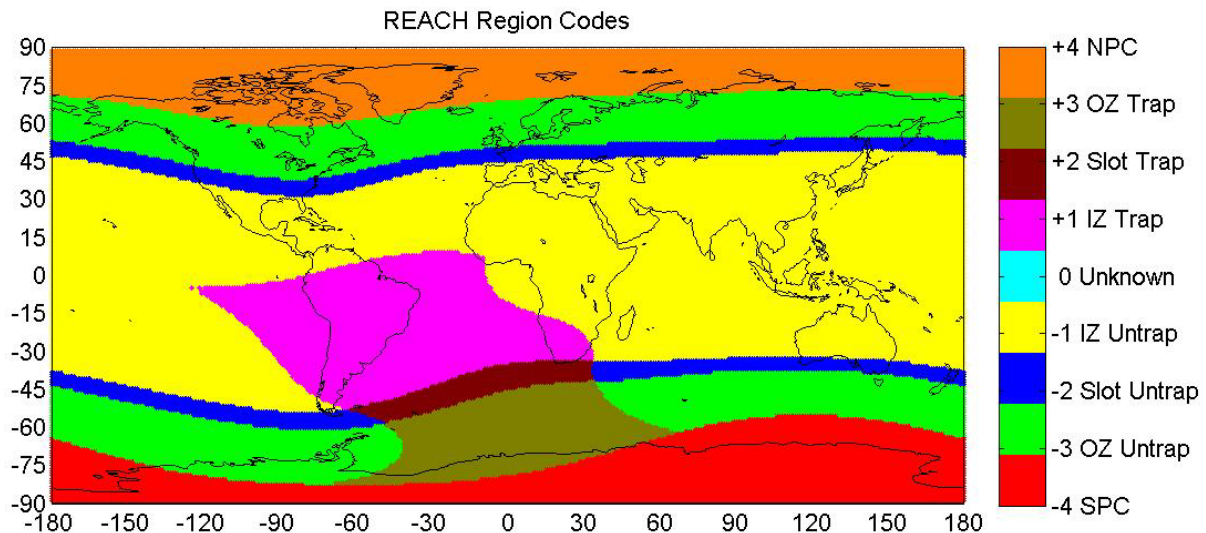 REACH Region Codes
90
75
60
45
30
15
0
-15
-30
-45
-60
-75
-90
-180 -150 -120 -90 -60 -30 0 30 60 90 120 150 180
+4 NPC
+3 OZ Trap
+2 Slot Trap
+1 IZ Trap
0 Unknown
-1 IZ Untrap
-2 Slot Untrap
-3 OZ Untrap
-4 SPC